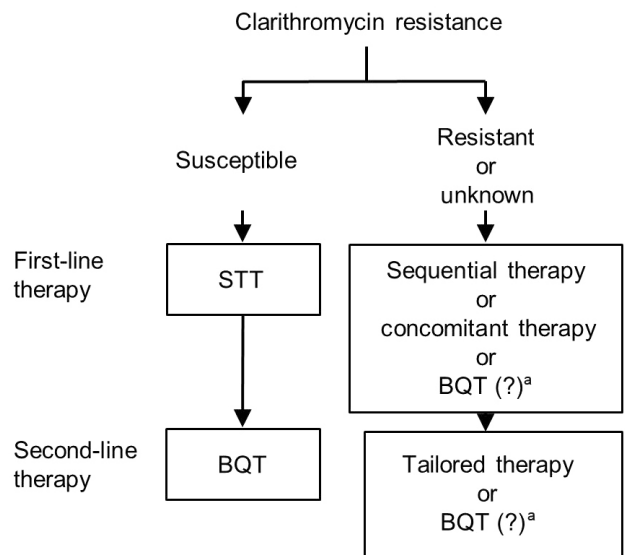 Clarithromycin resistance
Susceptible
Resistant
or
unknown
First-line
therapy
STT
Sequential therapy
or
concomitant therapy
or
BQT (?)ᵃ
Second-line
therapy
BQT
Tailored therapy
or
BQT (?)ᵃ